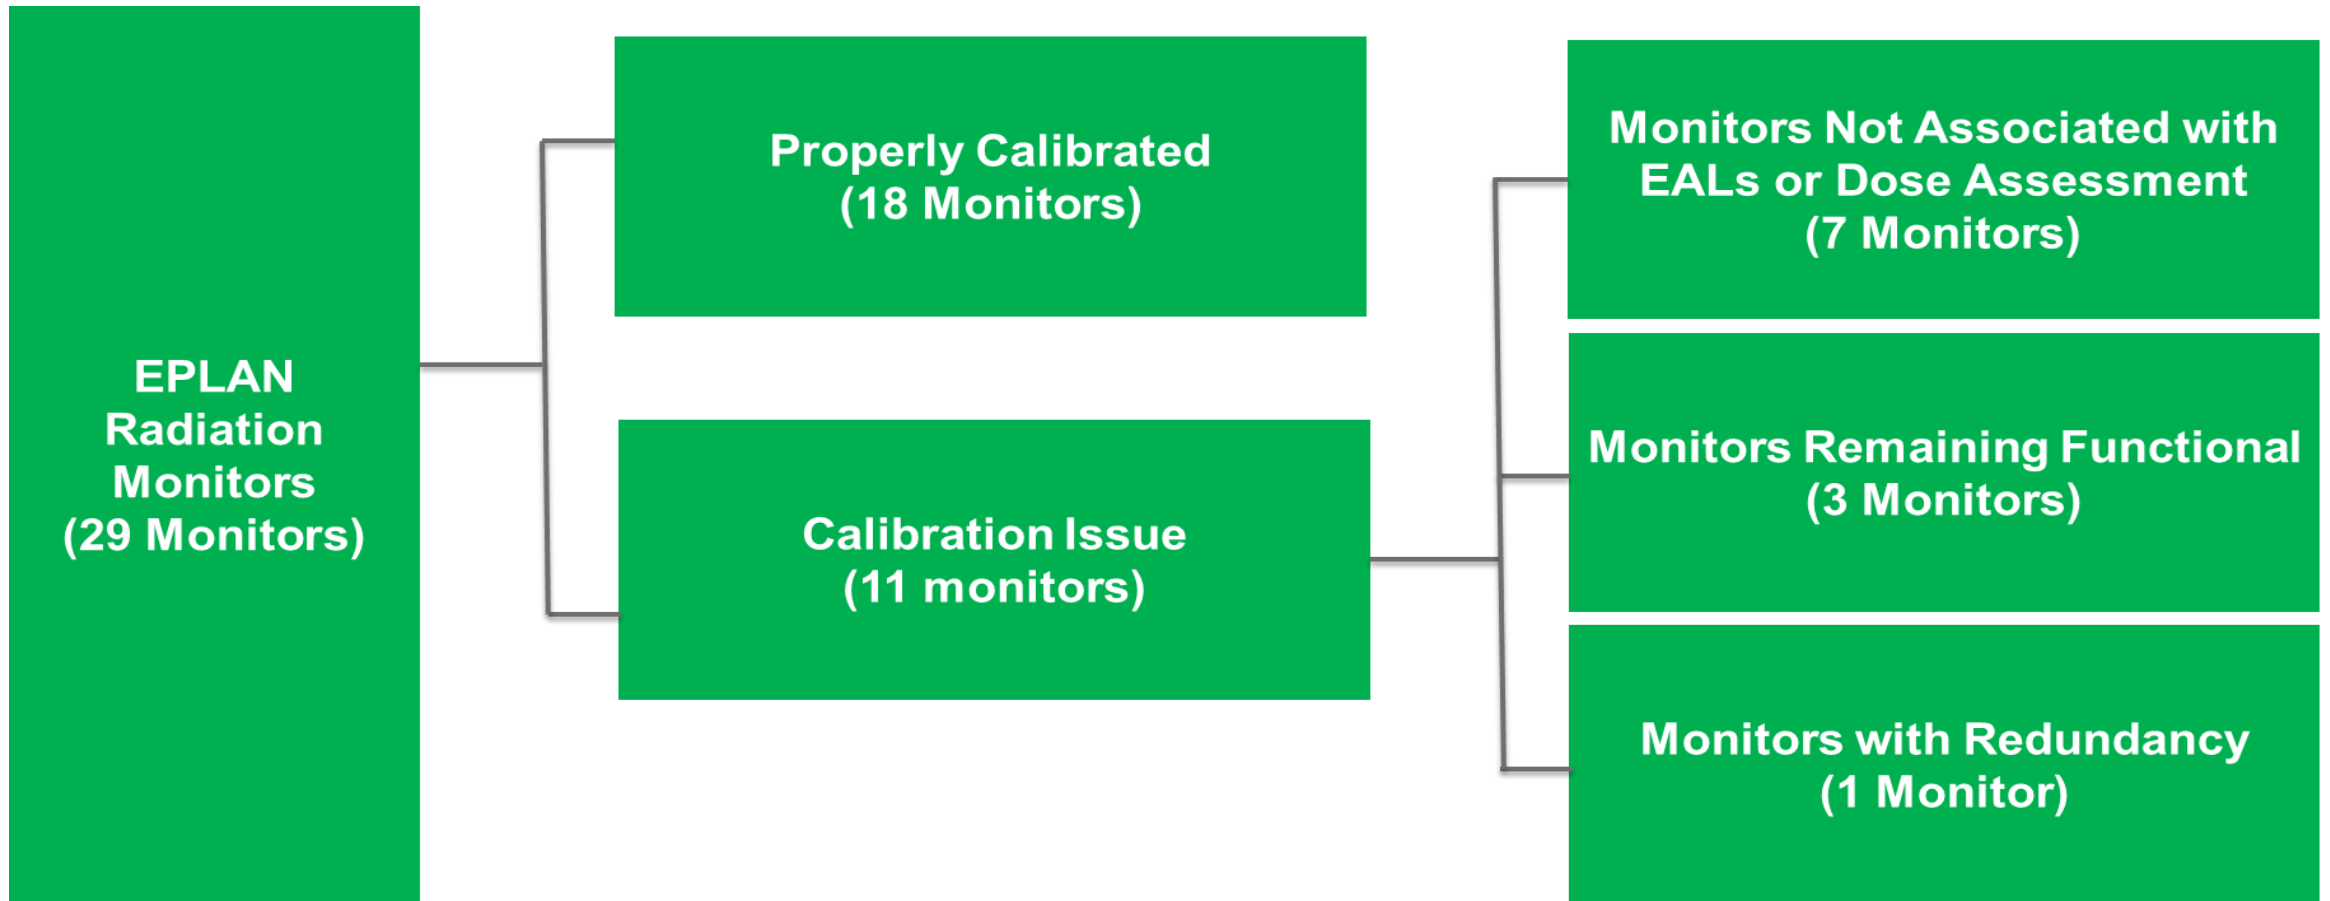 EPLAN
Radiation
Monitors
(29 Monitors)
Properly Calibrated
(18 Monitors)
Calibration Issue
(11 monitors)
Monitors Not Associated with
EALs or Dose Assessment
(7 Monitors)
Monitors Remaining Functional
(3 Monitors)
Monitors with Redundancy
(1 Monitor)